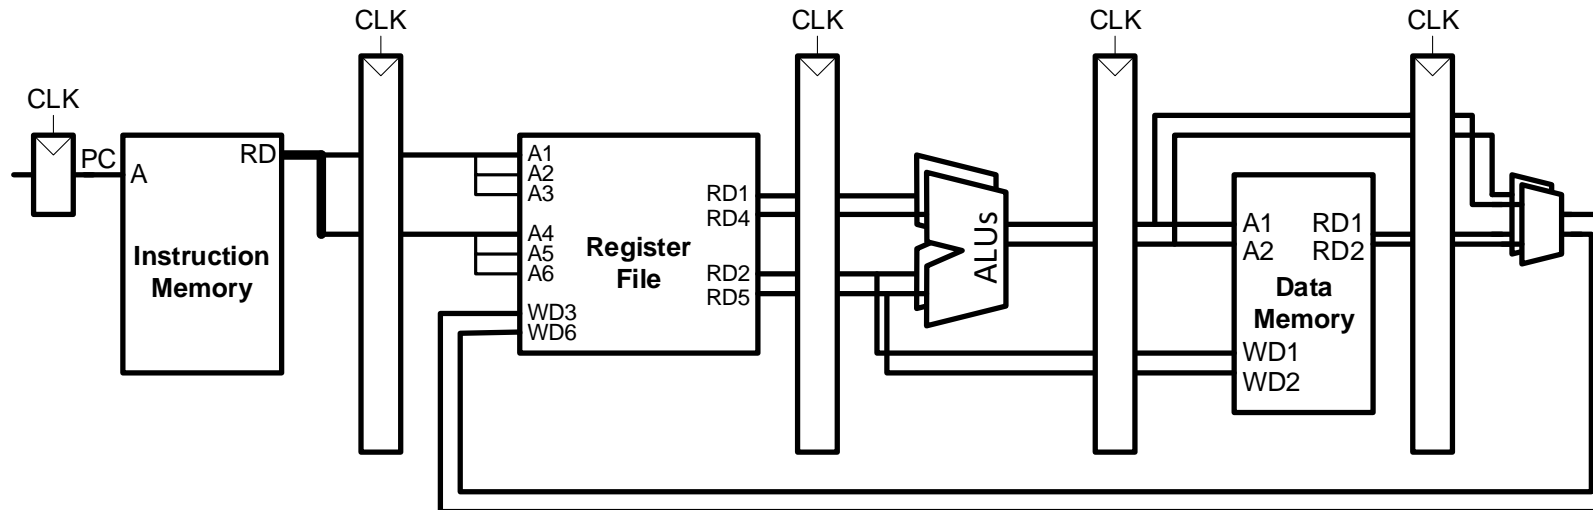 CLK
CLK
CLK
CLK
CLK
PC
A
RD
Instruction
Memory
A1
A2
A3
A4
A5
A6
WD3
WD6
Register
File
RD1
RD4
RD2
RD5
ALUs
A1
A2
RD1
RD2
Data
Memory
WD1
WD2